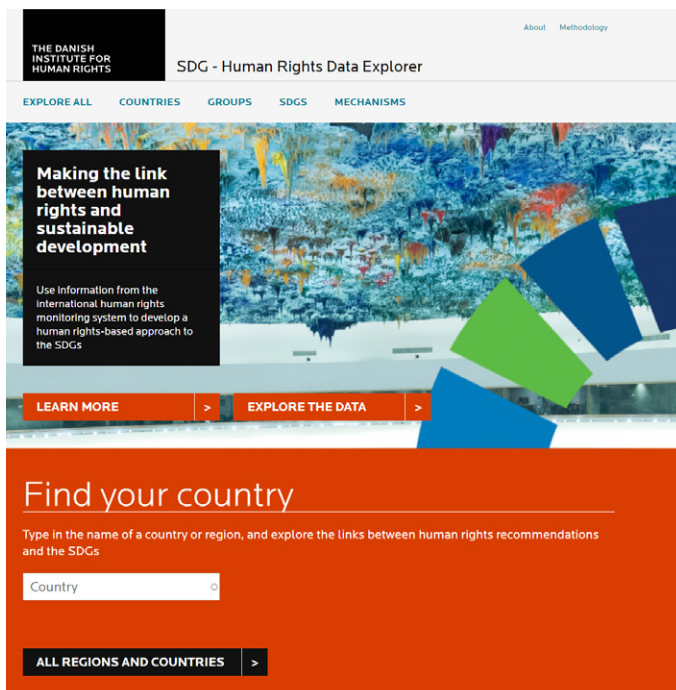 About Methodology
THE DANISH
INSTITUTE FOR
HUMAN RIGHTS
SDG - Human Rights Data Explorer
EXPLORE ALL COUNTRIES GROUPS SDGS MECHANISMS
Making the link
between human
rights and
sustainable
development
Use information from the
international human rights
monitoring system to develop a
human rights-based approach to
the SDGs
LEARN MORE > EXPLORE THE DATA >
Find your country
Type in the name of a country or region, and explore the links between human rights recommendations
and the SDGs
Country
ALL REGIONS AND COUNTRIES >